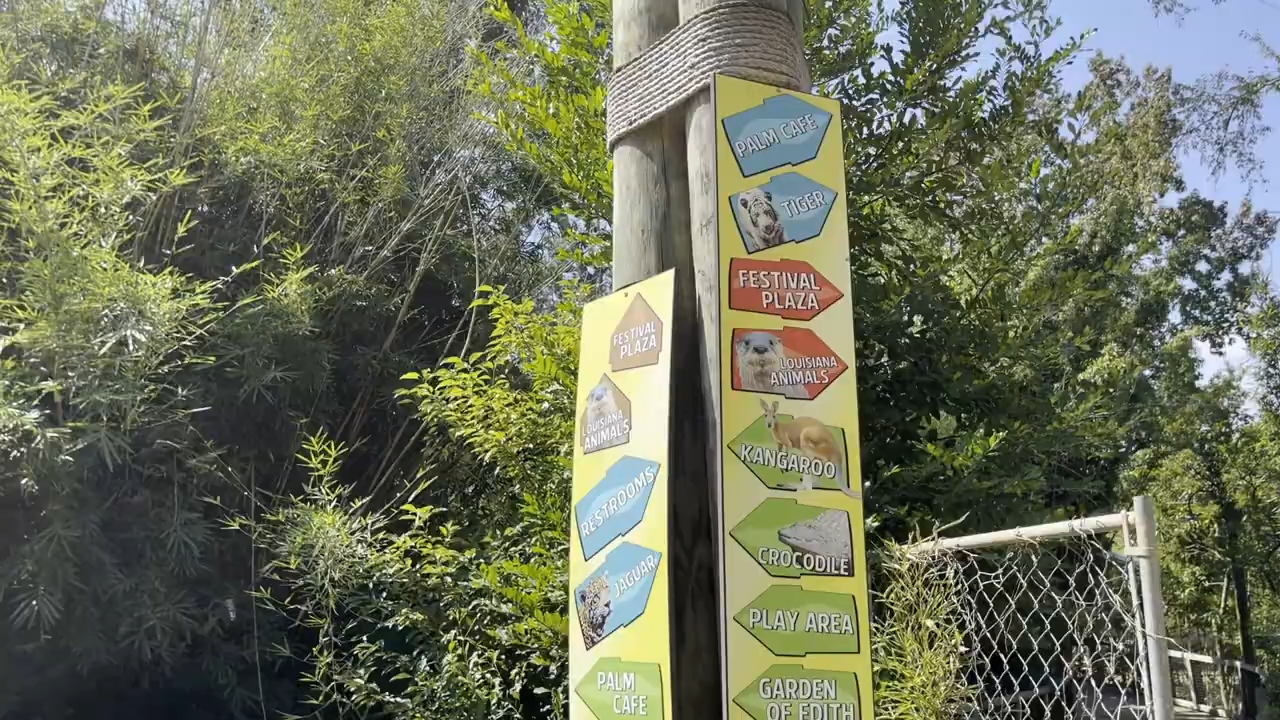 FESTIVAL
PLAZA
LOUISIANA
ANIMALS
RESTROOMS
JAGUAR
PALM
CAFE
PALM CAFE
TIGER
FESTIVAL
PLAZA
LOUISIANA
ANIMALS
KANGAROO
CROCODILE
PLAY AREA
GARDEN
OF EDITH